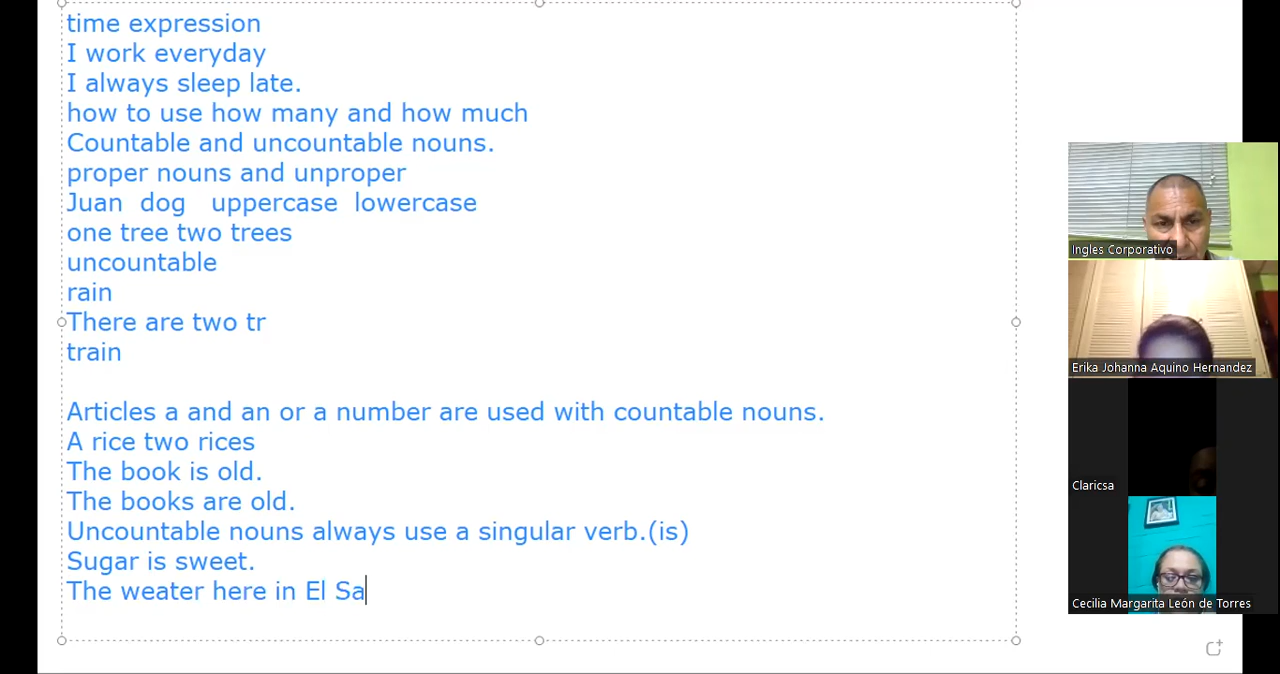 time expression
I work everyday
I always sleep late.
how to use how many and how much
Countable and uncountable nouns.
proper nouns and unproper
Juan  dog   uppercase  lowercase
one tree two trees
uncountable
rain
There are two tr
train
Articles a and an or a number are used with countable nouns.
A rice two rices
The book is old.
The books are old.
Uncountable nouns always use a singular verb.(is)
Sugar is sweet.
The weater here in El Sa
Ingles Corporativo
Erika Johanna Aquino Hernandez
Claricsa
Cecilia Margarita León de Torres